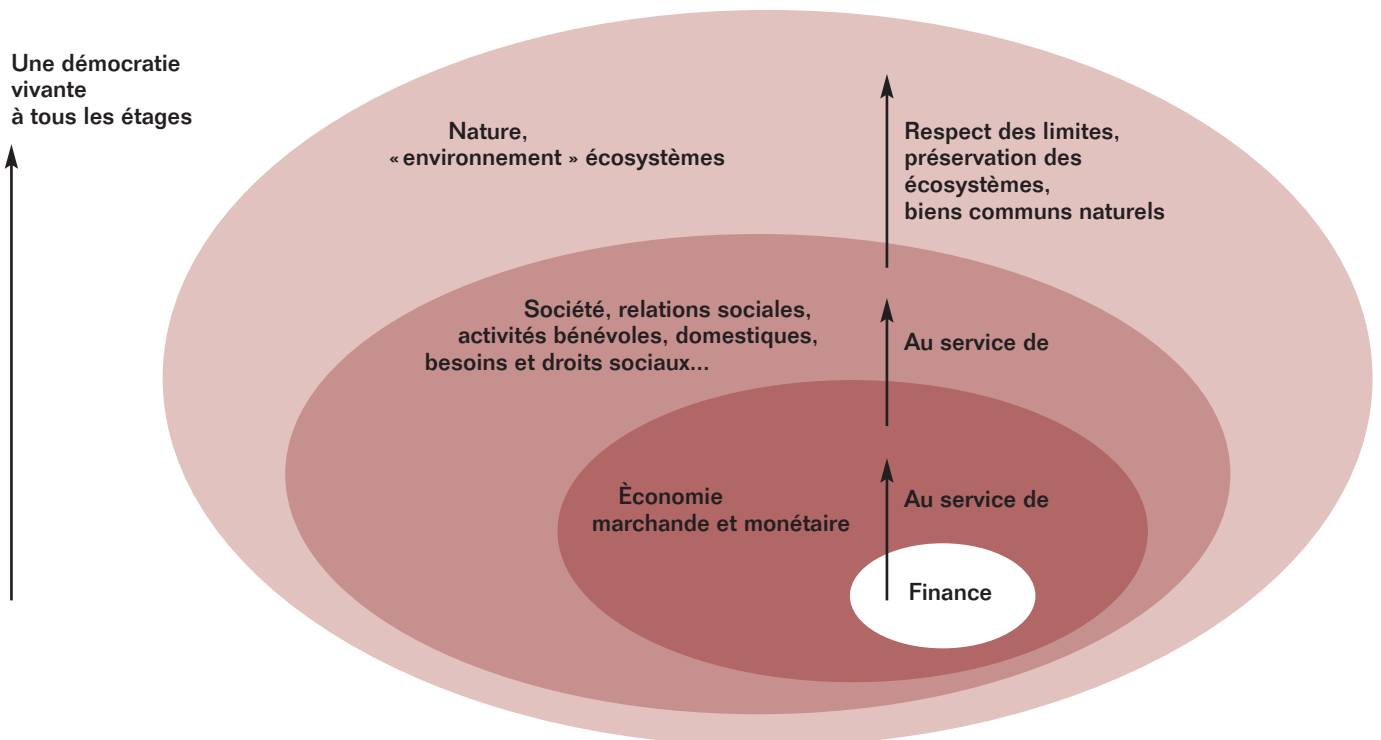 Une démocratie
vivante
à tous les étages
Nature,
« environnement » écosystèmes
Respect des limites,
préservation des
écosystèmes,
biens communs naturels
Société, relations sociales,
activités bénévoles, domestiques,
besoins et droits sociaux...
Au service de
Èconomie
marchande et monétaire
Au service de
Finance